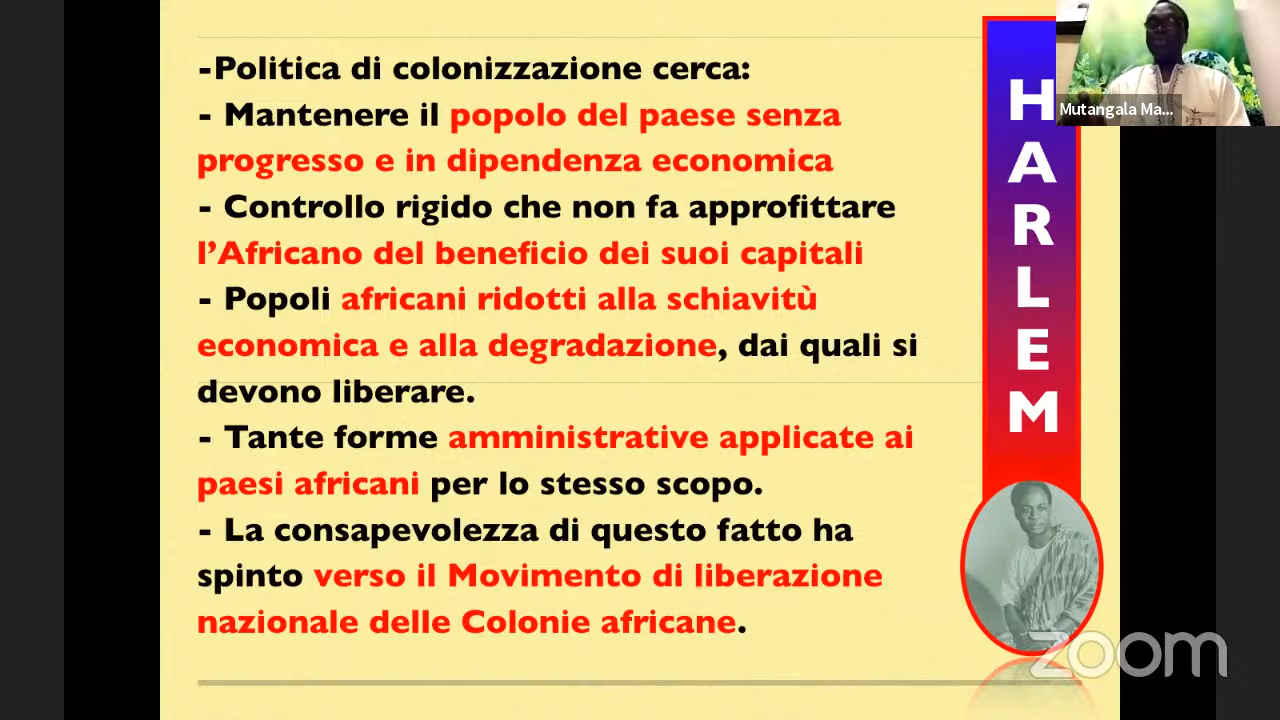 -Politica di colonizzazione cerca:
- Mantenere il popolo del paese senza
progresso e in dipendenza economica
- Controllo rigido che non fa approfittare
l'Africano del beneficio dei suoi capitali
- Popoli africani ridotti alla schiavitù
economica e alla degradazione, dai quali si
devono liberare.
- Tante forme amministrative applicate ai
paesi africani per lo stesso scopo.
- La consapevolezza di questo fatto ha
spinto verso il Movimento di liberazione
nazionale delle Colonie africane.
HARLEM
Mutangala Ma...
zoom